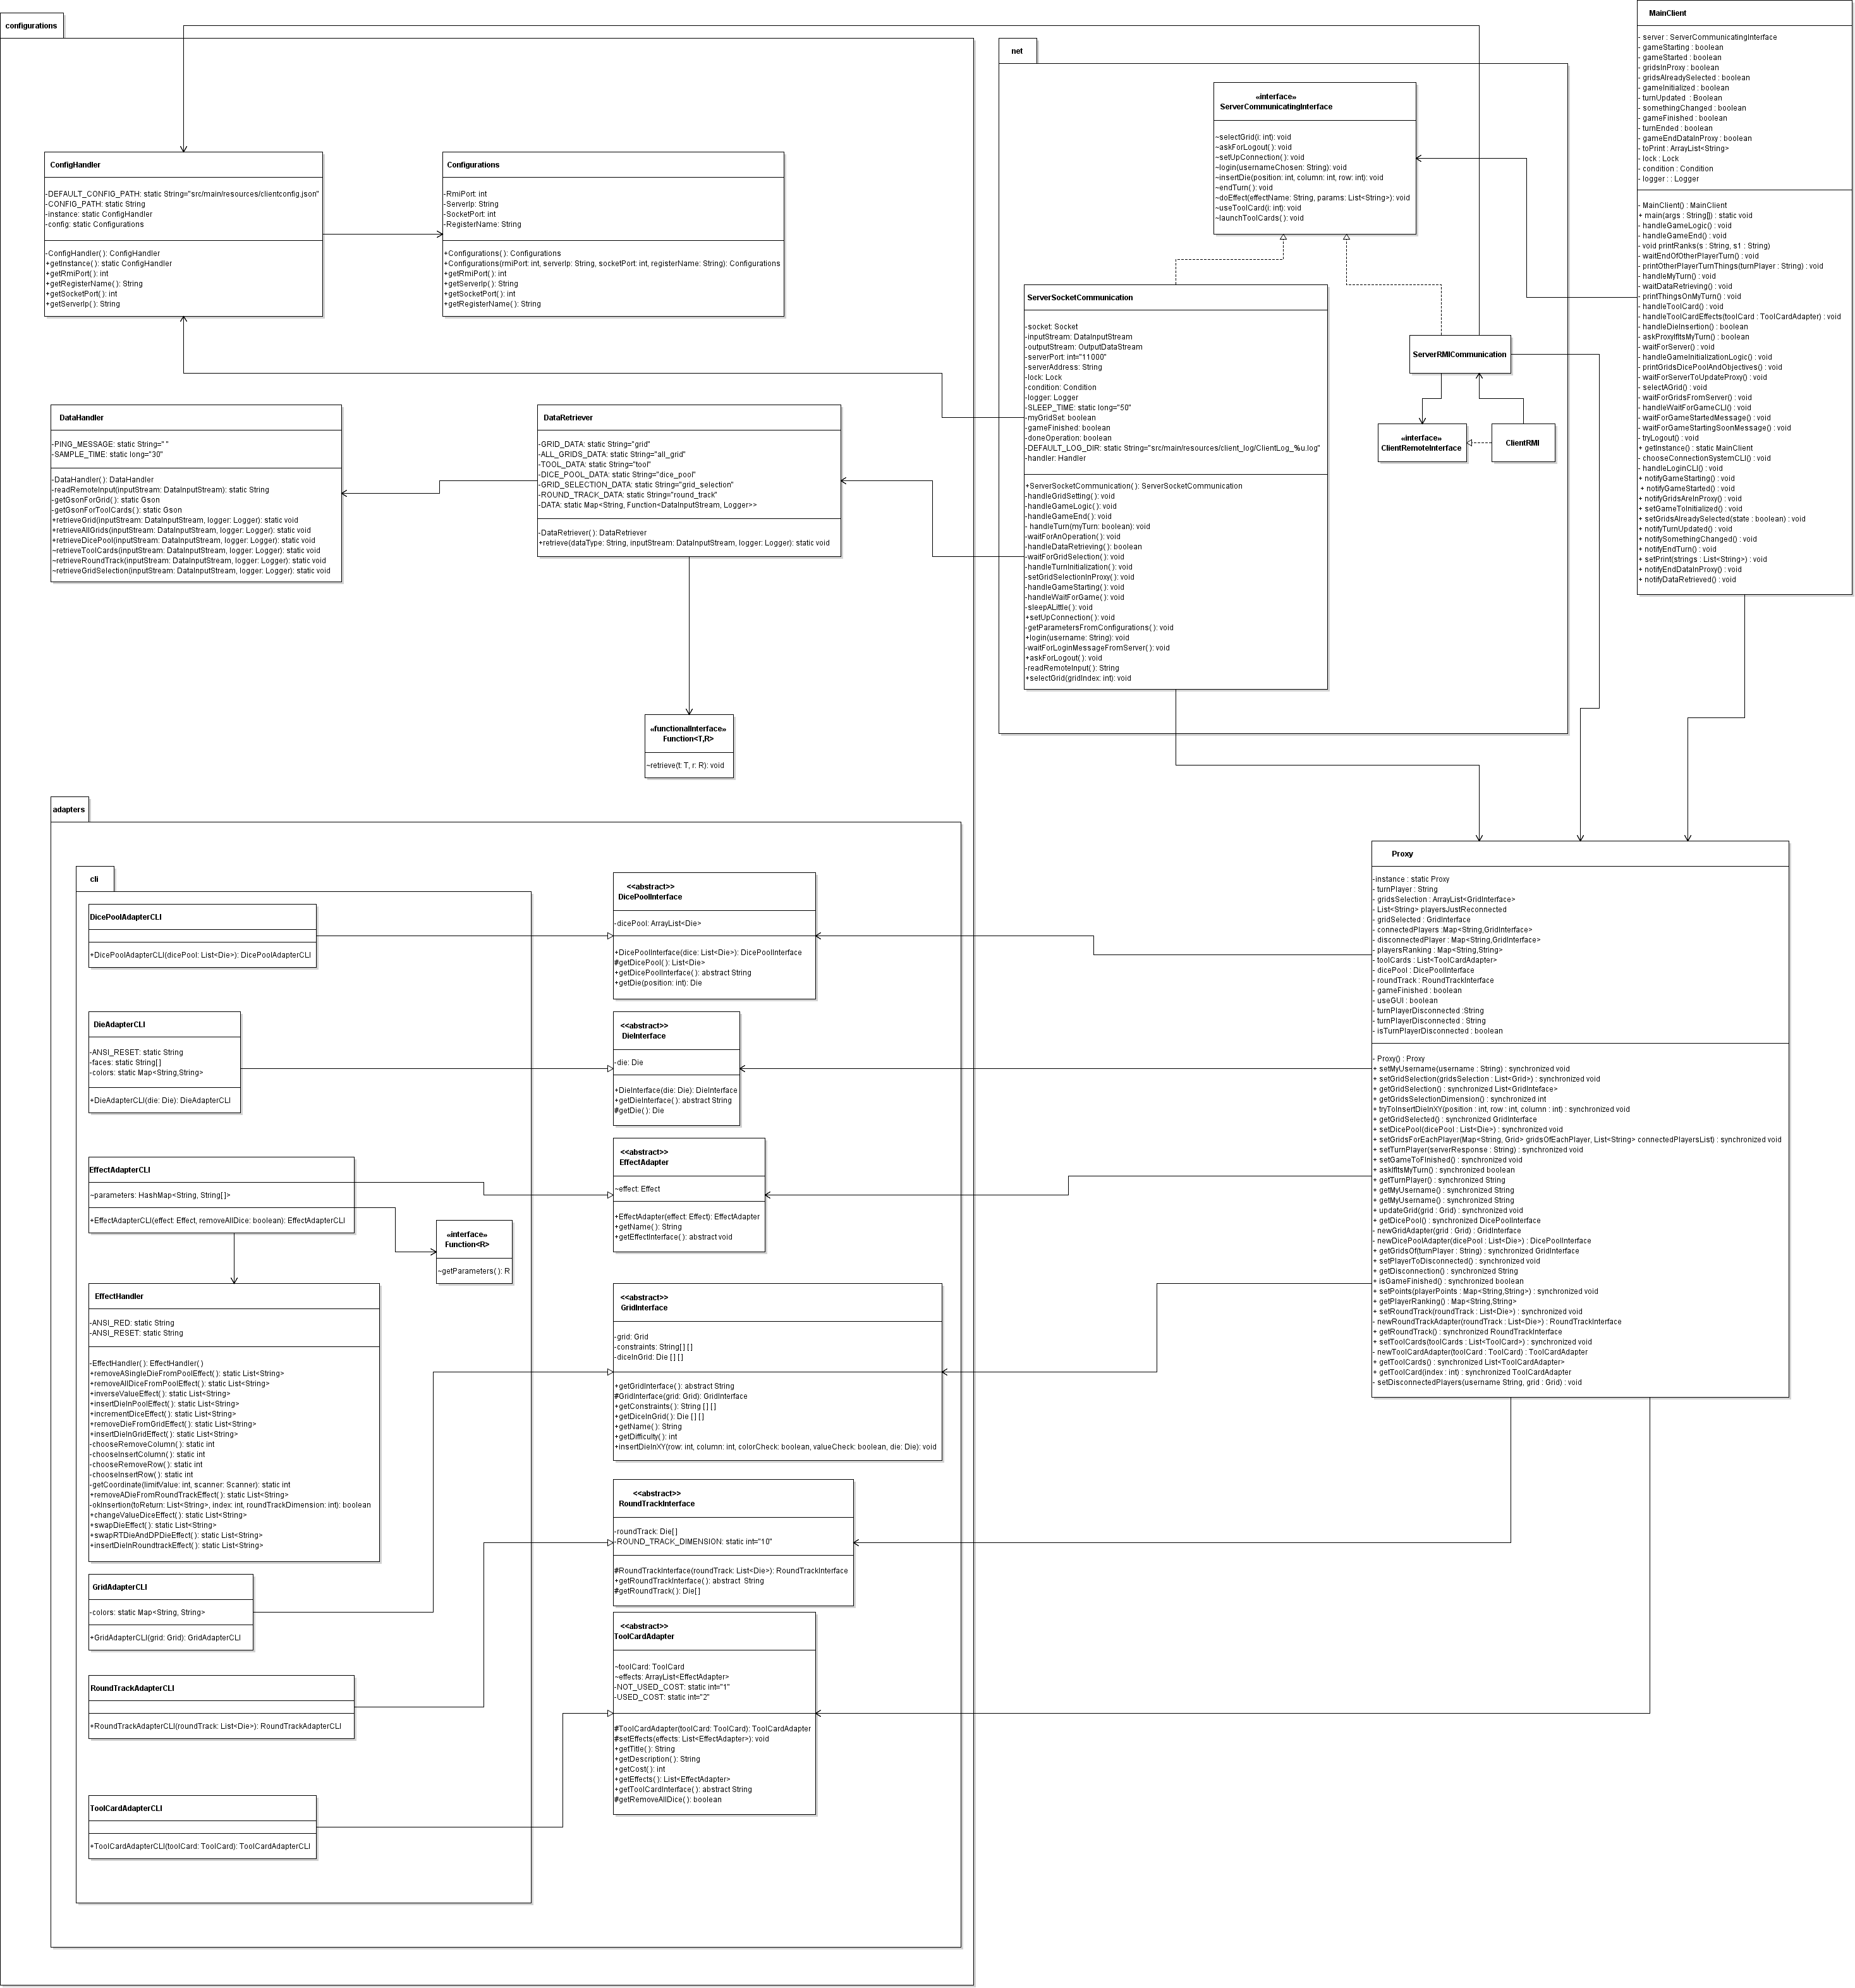 configurations
ConfigHandler
-DEFAULT_CONFIG_PATH: static String="src/main/resources/clientconfig.json"
-CONFIG_PATH: static String
-instance: static ConfigHandler
-config: static Configurations
-ConfigHandler( ): ConfigHandler
+getInstance( ): static ConfigHandler
+getRmiPort( ): int
+getRegisterName( ): String
+getSocketPort( ): int
+getServerIp( ): String
Configurations
-RmiPort: int
-ServerIp: String
-SocketPort: int
-RegisterName: String
+Configurations( ): Configurations
+Configurations(rmiPort: int, serverIp: String, socketPort: int, registerName: String): Configurations
+getRmiPort( ): int
+getServerIp( ): String
+getSocketPort( ): int
+getRegisterName( ): String
DataHandler
-PING_MESSAGE: static String=" "
-SAMPLE_TIME: static long="30"
-DataHandler( ): DataHandler
-readRemoteInput(inputStream: DataInputStream): static String
-getGsonForGrid( ): static Gson
-getGsonForToolCards( ): static Gson
+retrieveGrid(inputStream: DataInputStream, logger: Logger): static void
+retrieveAllGrids(inputStream: DataInputStream, logger: Logger): static void
+retrieveDicePool(inputStream: DataInputStream, logger: Logger): static void
~retrieveToolCards(inputStream: DataInputStream, logger: Logger): static void
~retrieveRoundTrack(inputStream: DataInputStream, logger: Logger): static void
~retrieveGridSelection(inputStream: DataInputStream, logger: Logger): static void
DataRetriever
-GRID_DATA: static String="grid"
-ALL_GRIDS_DATA: static String="all_grid"
-TOOL_DATA: static String="tool"
-DICE_POOL_DATA: static String="dice_pool"
-GRID_SELECTION_DATA: static String="grid_selection"
-ROUND_TRACK_DATA: static String="round_track"
-DATA: static Map<String, Function<DataInputStream, Logger>>
-DataRetriever( ): DataRetriever
+retrieve(dataType: String, inputStream: DataInputStream, logger: Logger): static void
«functionalInterface»
Function<T,R>
~retrieve(t: T, r: R): void
net
«interface»
ServerCommunicatingInterface
~selectGrid(i: int): void
~askForLogout( ): void
~setUpConnection( ): void
~login(usernameChosen: String): void
~insertDie(position: int, column: int, row: int): void
~endTurn( ): void
~doEffect(effectName: String, params: List<String>): void
~useToolCard(i: int): void
~launchToolCards( ): void
ServerSocketCommunication
-socket: Socket
-inputStream: DataInputStream
-outputStream: OutputDataStream
-serverPort: int="11000"
-serverAddress: String
-lock: Lock
-condition: Condition
-logger: Logger
-SLEEP_TIME: static long="50"
-myGridSet: boolean
-gameFinished: boolean
-doneOperation: boolean
-DEFAULT_LOG_DIR: static String="src/main/resources/client_log/ClientLog_%u.log"
-handler: Handler
+ServerSocketCommunication( ): ServerSocketCommunication
-handleGridSetting( ): void
-handleGameLogic( ): void
-handleGameEnd( ): void
- handleTurn(myTurn: boolean): void
-waitForAnOperation( ): void
-handleDataRetrieving( ): boolean
-waitForGridSelection( ): void
-handleTurnInitialization( ): void
-setGridSelectionInProxy( ): void
-handleGameStarting( ): void
-handleWaitForGame( ): void
-sleepALittle( ): void
+setUpConnection( ): void
-getParametersFromConfigurations( ): void
+login(username: String): void
-waitForLoginMessageFromServer( ): void
+askForLogout( ): void
-readRemoteInput( ): String
+selectGrid(gridIndex: int): void
ServerRMICommunication
«interface»
ClientRemoteInterface
ClientRMI
MainClient
- server : ServerCommunicatingInterface
- gameStarting : boolean
- gameStarted : boolean
- gridsInProxy : boolean
- gridsAlreadySelected : boolean
- gameInitialized : boolean
- turnUpdated  : Boolean
- somethingChanged : boolean
- gameFinished : boolean
- turnEnded : boolean
- gameEndDataInProxy : boolean
- toPrint : ArrayList<String>
- lock : Lock
- condition : Condition
- logger : : Logger
- MainClient() : MainClient
+ main(args : String[]) : static void
- handleGameLogic() : void
- handleGameEnd() : void
- void printRanks(s : String, s1 : String)
- waitEndOfOtherPlayerTurn() : void
- printOtherPlayerTurnThings(turnPlayer : String) : void
- handleMyTurn() : void
- waitDataRetrieving() : void
- printThingsOnMyTurn() : void
- handleToolCard() : void
- handleToolCardEffects(toolCard : ToolCardAdapter) : void
- handleDieInsertion() : boolean
- askProxyIfItsMyTurn() : boolean
- waitForServer() : void
- handleGameInitializationLogic() : void
- printGridsDicePoolAndObjectives() : void
- waitForServerToUpdateProxy() : void
- selectAGrid() : void
- waitForGridsFromServer() : void
- handleWaitForGameCLI() : void
- waitForGameStartedMessage() : void
- waitForGameStartingSoonMessage() : void
- tryLogout() : void
+ getInstance() : static MainClient
- chooseConnectionSystemCLI() : void
- handleLoginCLI() : void
+ notifyGameStarting() : void
+ notifyGameStarted() : void
+ notifyGridsAreInProxy() : void
+ setGameToInitialized() : void
+ setGridsAlreadySelected(state : boolean) : void
+ notifyTurnUpdated() : void
+ notifySomethingChanged() : void
+ notifyEndTurn() : void
+ setPrint(strings : List<String>) : void
+ notifyEndDataInProxy() : void
+ notifyDataRetrieved() : void
Proxy
-instance : static Proxy
- turnPlayer : String
- gridsSelection : ArrayList<GridInterface>
- List<String> playersJustReconnected
- gridSelected : GridInterface
- connectedPlayers :Map<String,GridInterface>
- disconnectedPlayer : Map<String,GridInterface>
- playersRanking : Map<String,String>
- toolCards : List<ToolCardAdapter>
- dicePool : DicePoolInterface
- roundTrack : RoundTrackInterface
- gameFinished : boolean
- useGUI : boolean
- turnPlayerDisconnected :String
- turnPlayerDisconnected : String
- isTurnPlayerDisconnected : boolean
- Proxy() : Proxy
+ setMyUsername(username : String) : synchronized void
+ setGridSelection(gridsSelection : List<Grid>) : synchronized void
+ getGridSelection() : synchronized List<GridInteface>
+ getGridsSelectionDimension() : synchronized int
+ tryToInsertDieInXY(position : int, row : int, column : int) : synchronized void
+ getGridSelected() : synchronized GridInterface
+ setDicePool(dicePool : List<Die>) : synchronized void
+ setGridsForEachPlayer(Map<String, Grid> gridsOfEachPlayer, List<String> connectedPlayersList) : synchronized void
+ setTurnPlayer(serverResponse : String) : synchronized void
+ setGameToFinished() : synchronized void
+ askIfItsMyTurn() : synchronized boolean
+ getTurnPlayer() : synchronized String
+ getMyUsername() : synchronized String
+ getMyUsername() : synchronized String
+ updateGrid(grid : Grid) : synchronized void
+ getDicePool() : synchronized DicePoolInterface
- newGridAdapter(grid : Grid) : GridInterface
- newDicePoolAdapter(dicePool : List<Die>) : DicePoolInterface
+ getGridsOf(turnPlayer : String) : synchronized GridInterface
+ setPlayerToDisconnected() : synchronized void
+ getDisconnection() : synchronized String
+ isGameFinished() : synchronized boolean
+ setPoints(playerPoints : Map<String,String>) : synchronized void
+ getPlayerRanking() : Map<String,String>
+ setRoundTrack(roundTrack : List<Die>) : synchronized void
- newRoundTrackAdapter(roundTrack : List<Die>) : RoundTrackInterface
+ getRoundTrack() : synchronized RoundTrackInterface
+ setToolCards(toolCards : List<ToolCard>) : synchronized void
- newToolCardAdapter(toolCard : ToolCard) : ToolCardAdapter
+ getToolCards() : synchronized List<ToolCardAdapter>
+ getToolCard(index : int) : synchronized ToolCardAdapter
- setDisconnectedPlayers(username String, grid : Grid) : void
adapters
cli
DicePoolAdapterCLI
+DicePoolAdapterCLI(dicePool: List<Die>): DicePoolAdapterCLI
DieAdapterCLI
-ANSI_RESET: static String
-faces: static String[ ]
-colors: static Map<String,String>
+DieAdapterCLI(die: Die): DieAdapterCLI
EffectAdapterCLI
~parameters: HashMap<String, String[ ]>
+EffectAdapterCLI(effect: Effect, removeAllDice: boolean): EffectAdapterCLI
«interface»
Function<R>
~getParameters( ): R
EffectHandler
-ANSI_RED: static String
-ANSI_RESET: static String
-EffectHandler( ): EffectHandler( )
+removeASingleDieFromPoolEffect( ): static List<String>
+removeAllDiceFromPoolEffect( ): static List<String>
+inverseValueEffect( ): static List<String>
+insertDieInPoolEffect( ): static List<String>
+incrementDiceEffect( ): static List<String>
+removeDieFromGridEffect( ): static List<String>
+insertDieInGridEffect( ): static List<String>
-chooseRemoveColumn( ): static int
-chooseInsertColumn( ): static int
-chooseRemoveRow( ): static int
-chooseInsertRow( ): static int
-getCoordinate(limitValue: int, scanner: Scanner): static int
+removeADieFromRoundTrackEffect( ): static List<String>
-okInsertion(toReturn: List<String>, index: int, roundTrackDimension: int): boolean
+changeValueDiceEffect( ): static List<String>
+swapDieEffect( ): static List<String>
+swapRTDieAndDPDieEffect( ): static List<String>
+insertDieInRoundtrackEffect( ): static List<String>
GridAdapterCLI
-colors: static Map<String, String>
+GridAdapterCLI(grid: Grid): GridAdapterCLI
RoundTrackAdapterCLI
+RoundTrackAdapterCLI(roundTrack: List<Die>): RoundTrackAdapterCLI
ToolCardAdapterCLI
+ToolCardAdapterCLI(toolCard: ToolCard): ToolCardAdapterCLI
<<abstract>>
DicePoolInterface
-dicePool: ArrayList<Die>
+DicePoolInterface(dice: List<Die>): DicePoolInterface
#getDicePool( ): List<Die>
+getDicePoolInterface( ): abstract String
+getDie(position: int): Die
<<abstract>>
DieInterface
-die: Die
+DieInterface(die: Die): DieInterface
+getDieInterface( ): abstract String
#getDie( ): Die
<<abstract>>
EffectAdapter
~effect: Effect
+EffectAdapter(effect: Effect): EffectAdapter
+getName( ): String
+getEffectInterface( ): abstract void
<<abstract>>
GridInterface
-grid: Grid
-constraints: String[ ] [ ]
-diceInGrid: Die [ ] [ ]
+getGridInterface( ): abstract String
#GridInterface(grid: Grid): GridInterface
+getConstraints( ): String [ ] [ ]
+getDiceInGrid( ): Die [ ] [ ]
+getName( ): String
+getDifficulty( ): int
+insertDieInXY(row: int, column: int, colorCheck: boolean, valueCheck: boolean, die: Die): void
<<abstract>>
RoundTrackInterface
-roundTrack: Die[ ]
-ROUND_TRACK_DIMENSION: static int="10"
#RoundTrackInterface(roundTrack: List<Die>): RoundTrackInterface
+getRoundTrackInterface( ): abstract  String
#getRoundTrack( ): Die[ ]
<<abstract>>
ToolCardAdapter
~toolCard: ToolCard
~effects: ArrayList<EffectAdapter>
-NOT_USED_COST: static int="1"
-USED_COST: static int="2"
#ToolCardAdapter(toolCard: ToolCard): ToolCardAdapter
#setEffects(effects: List<EffectAdapter>): void
+getTitle( ): String
+getDescription( ): String
+getCost( ): int
+getEffects( ): List<EffectAdapter>
+getToolCardInterface( ): abstract String
#getRemoveAllDice( ): boolean